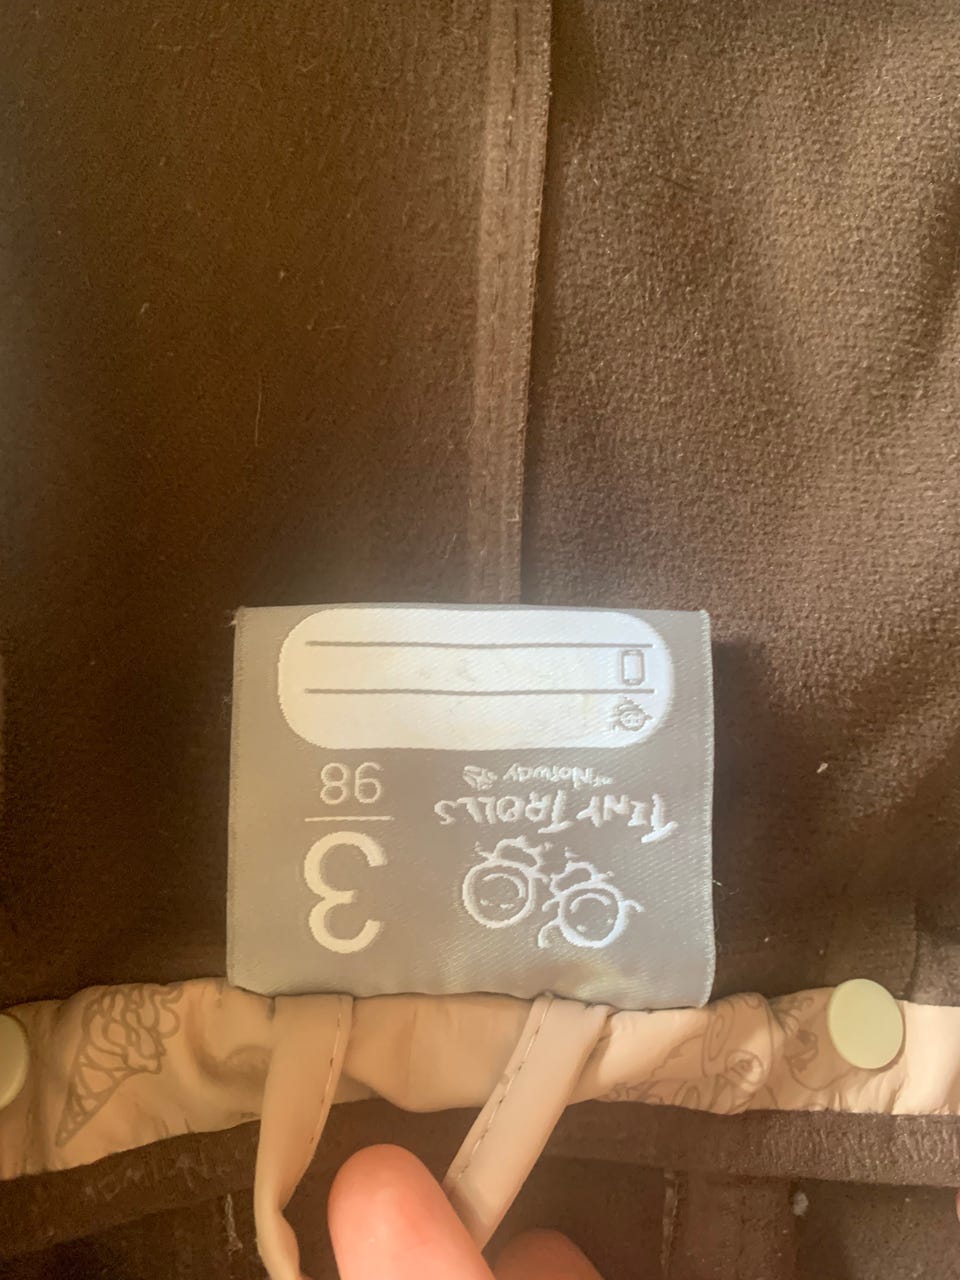 TINY TROLLS
of Norway
3
98